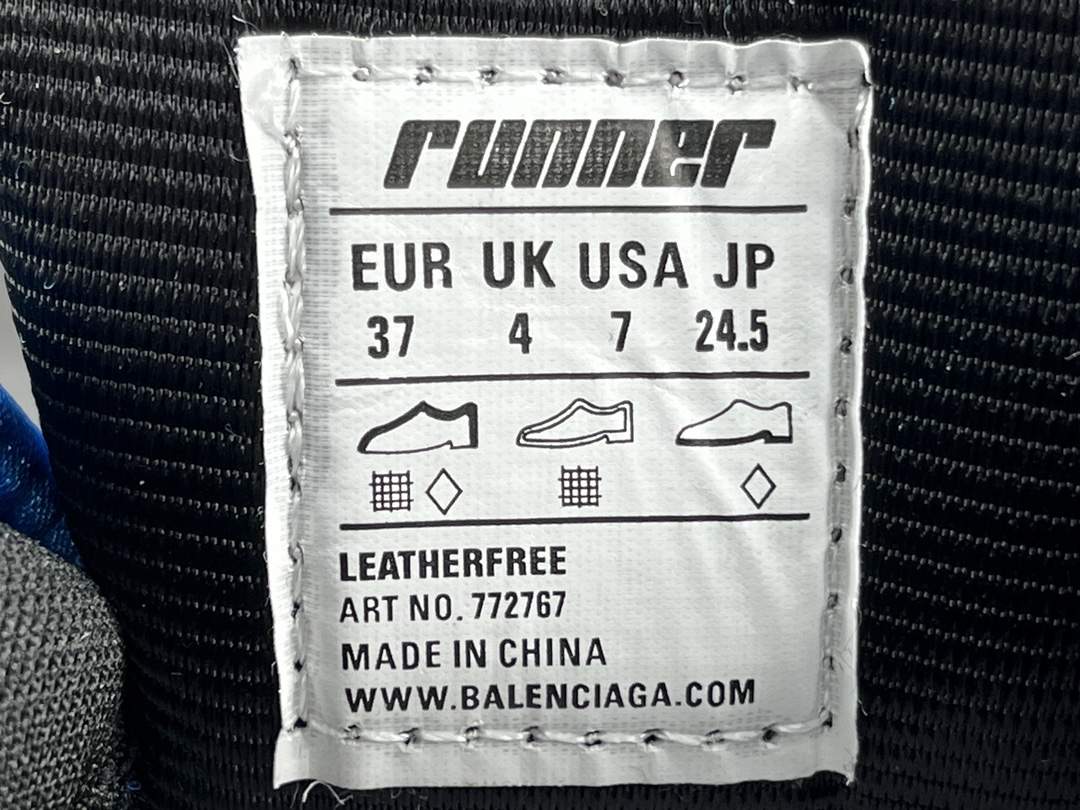 runner
EUR UK USA JP
37 4 7 24.5
LEATHERFREE
ART NO. 772767
MADE IN CHINA
WWW.BALENCIAGA.COM